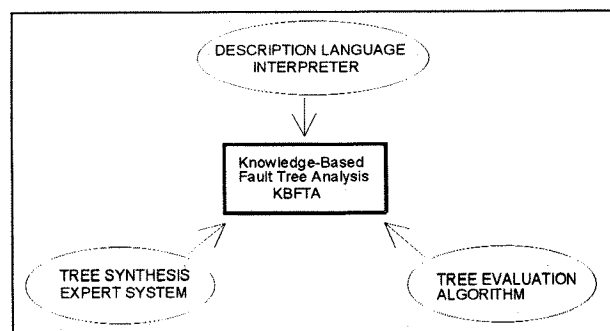 DESCRIPTION LANGUAGE
INTERPRETER
Knowledge-Based
Fault Tree Analysis
KBFTA
TREE SYNTHESIS
EXPERT SYSTEM
TREE EVALUATION
ALGORITHM